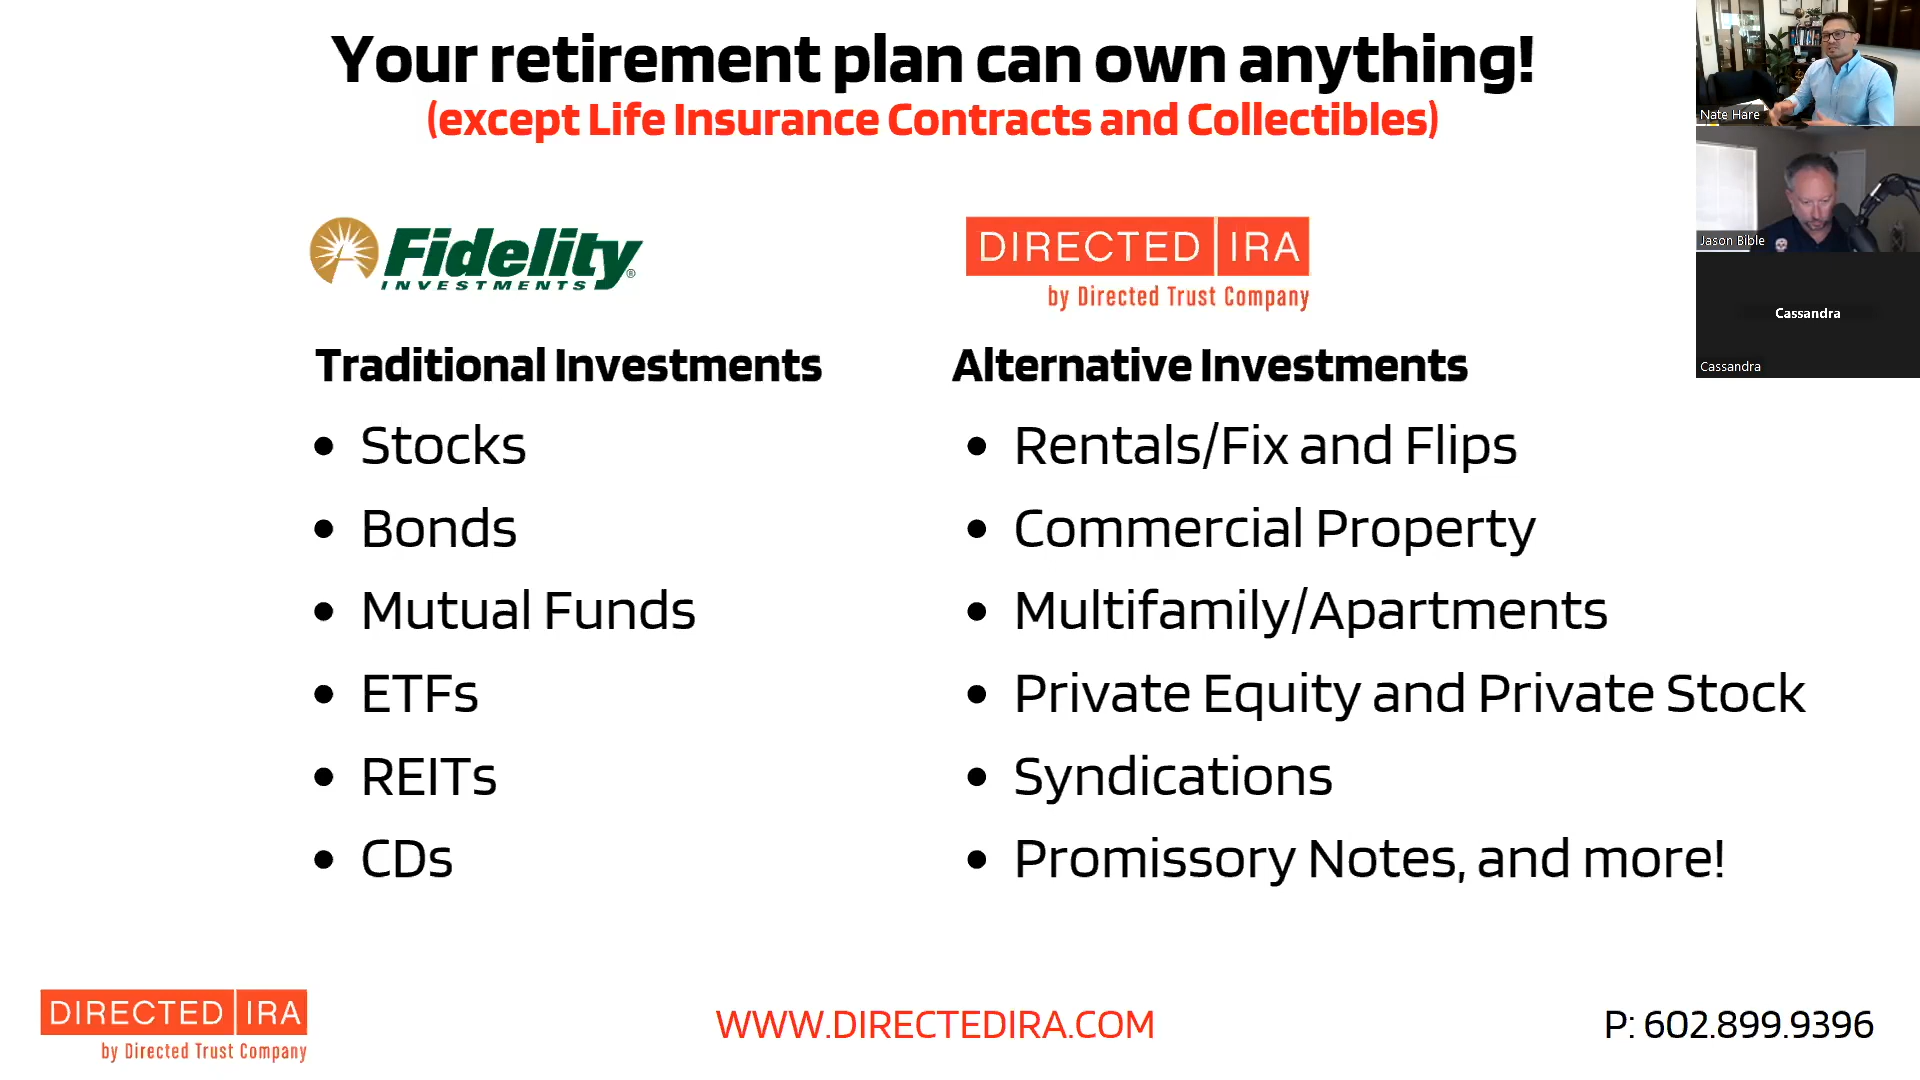 Your retirement plan can own anything!
(except Life Insurance Contracts and Collectibles)
Fidelity®
INVESTMENTS
Traditional Investments
• Stocks
• Bonds
• Mutual Funds
• ETFs
• REITs
• CDs
DIRECTED IRA
by Directed Trust Company
Alternative Investments
• Rentals/Fix and Flips
• Commercial Property
• Multifamily/Apartments
• Private Equity and Private Stock
• Syndications
• Promissory Notes, and more!
Nate Hare
Jason Bible
Cassandra
Cassandra
DIRECTED IRA
by Directed Trust Company
WWW.DIRECTEDIRA.COM
P: 602.899.9396